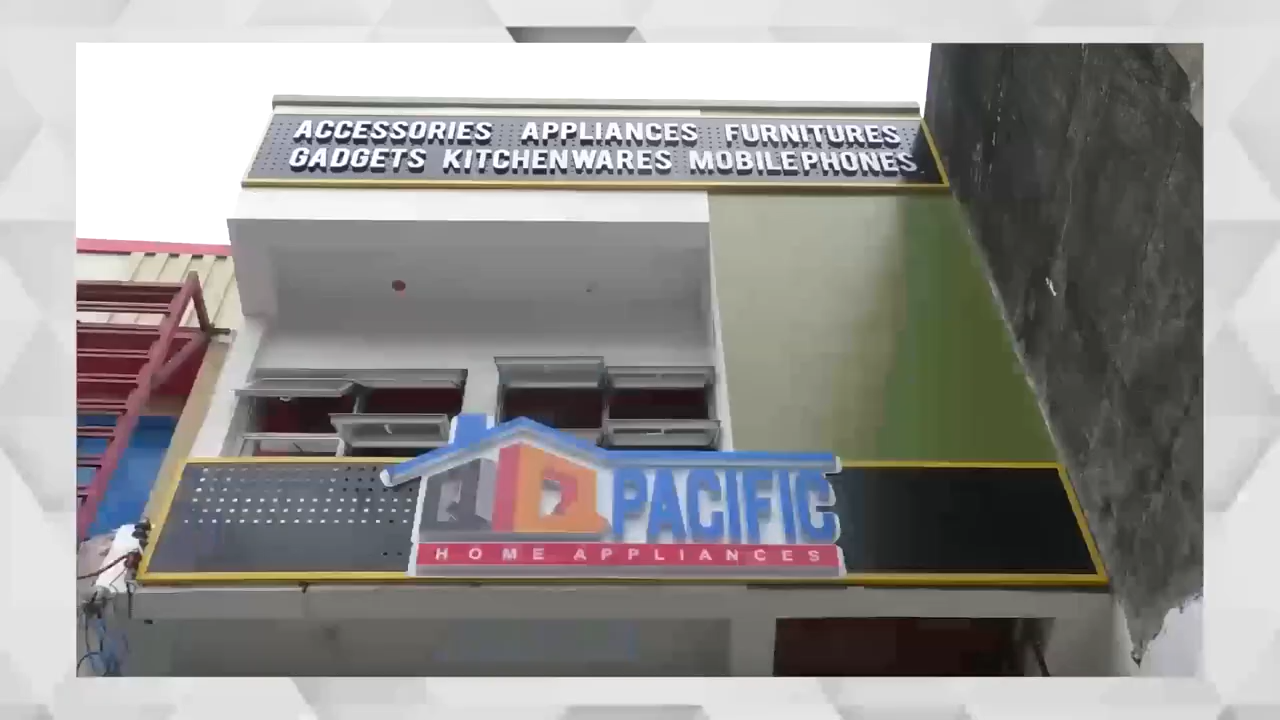 ACCESSORIES APPLIANCES FURNITURES
GADGETS KITCHENWARES MOBILEPHONES
PACIFIC
HOME APPLIANCES